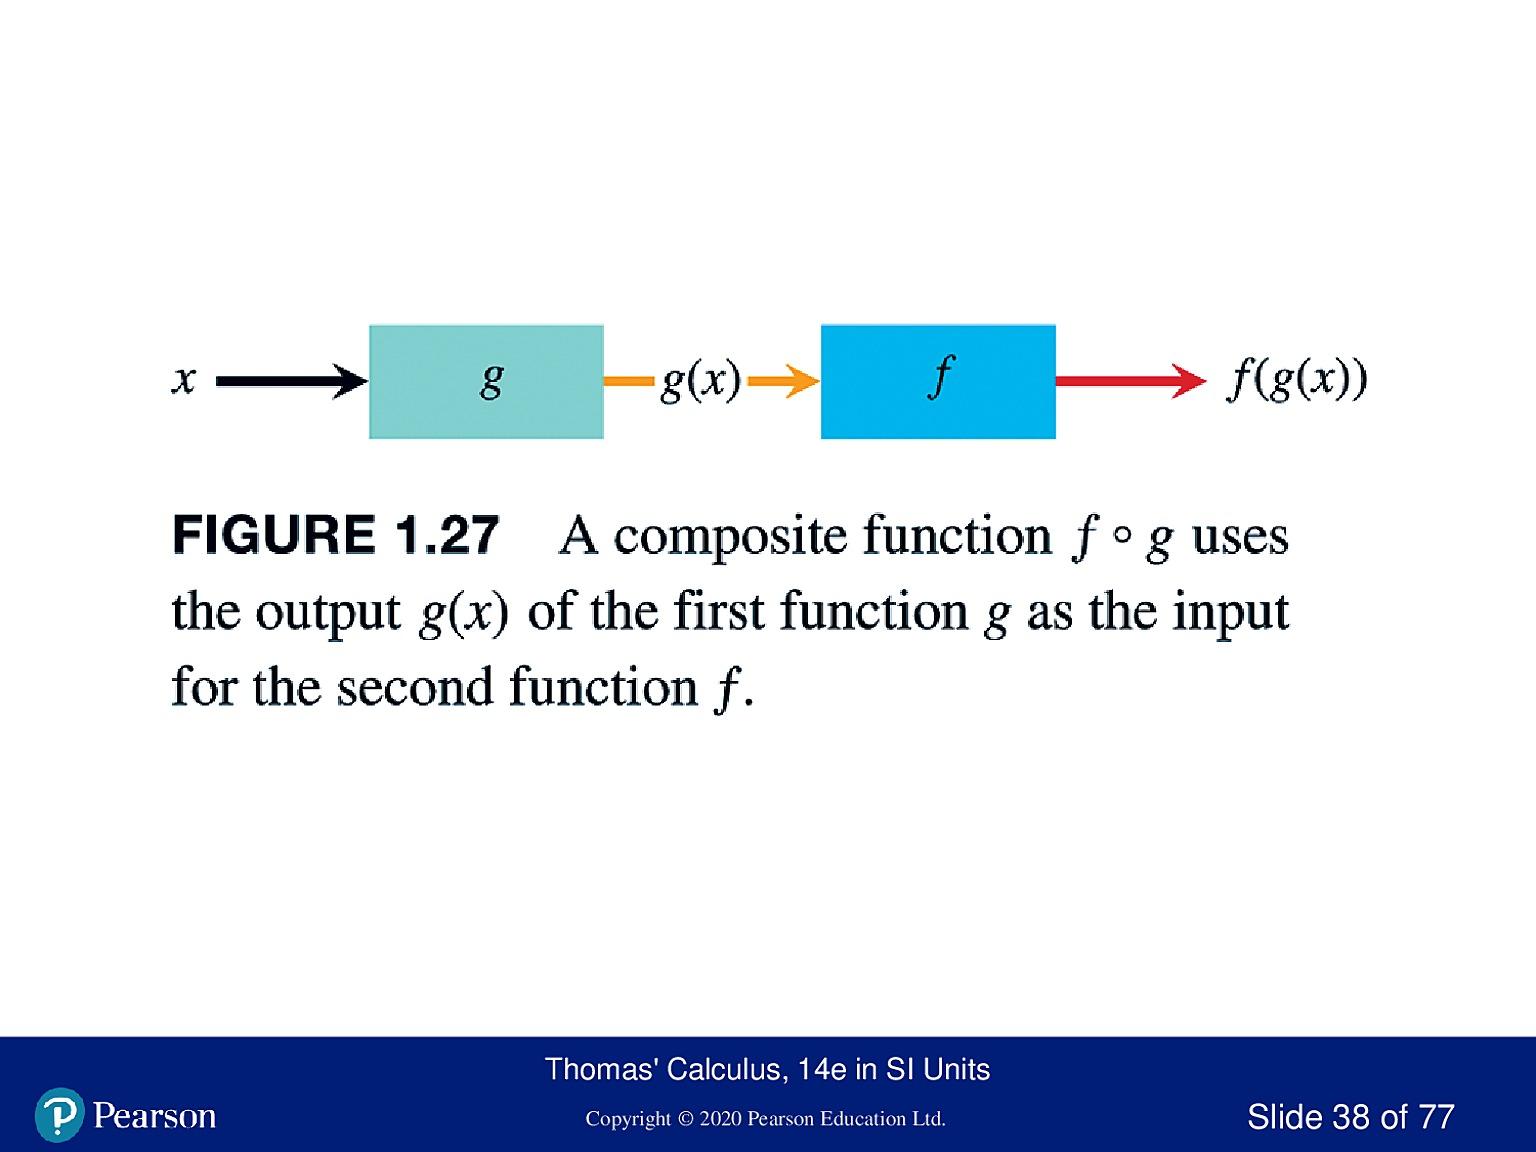 x g g(x) f f(g(x))
FIGURE 1.27 A composite function f ∘ g uses
the output g(x) of the first function g as the input
for the second function f.
Thomas' Calculus, 14e in SI Units
Pearson
Copyright © 2020 Pearson Education Ltd.
Slide 38 of 77